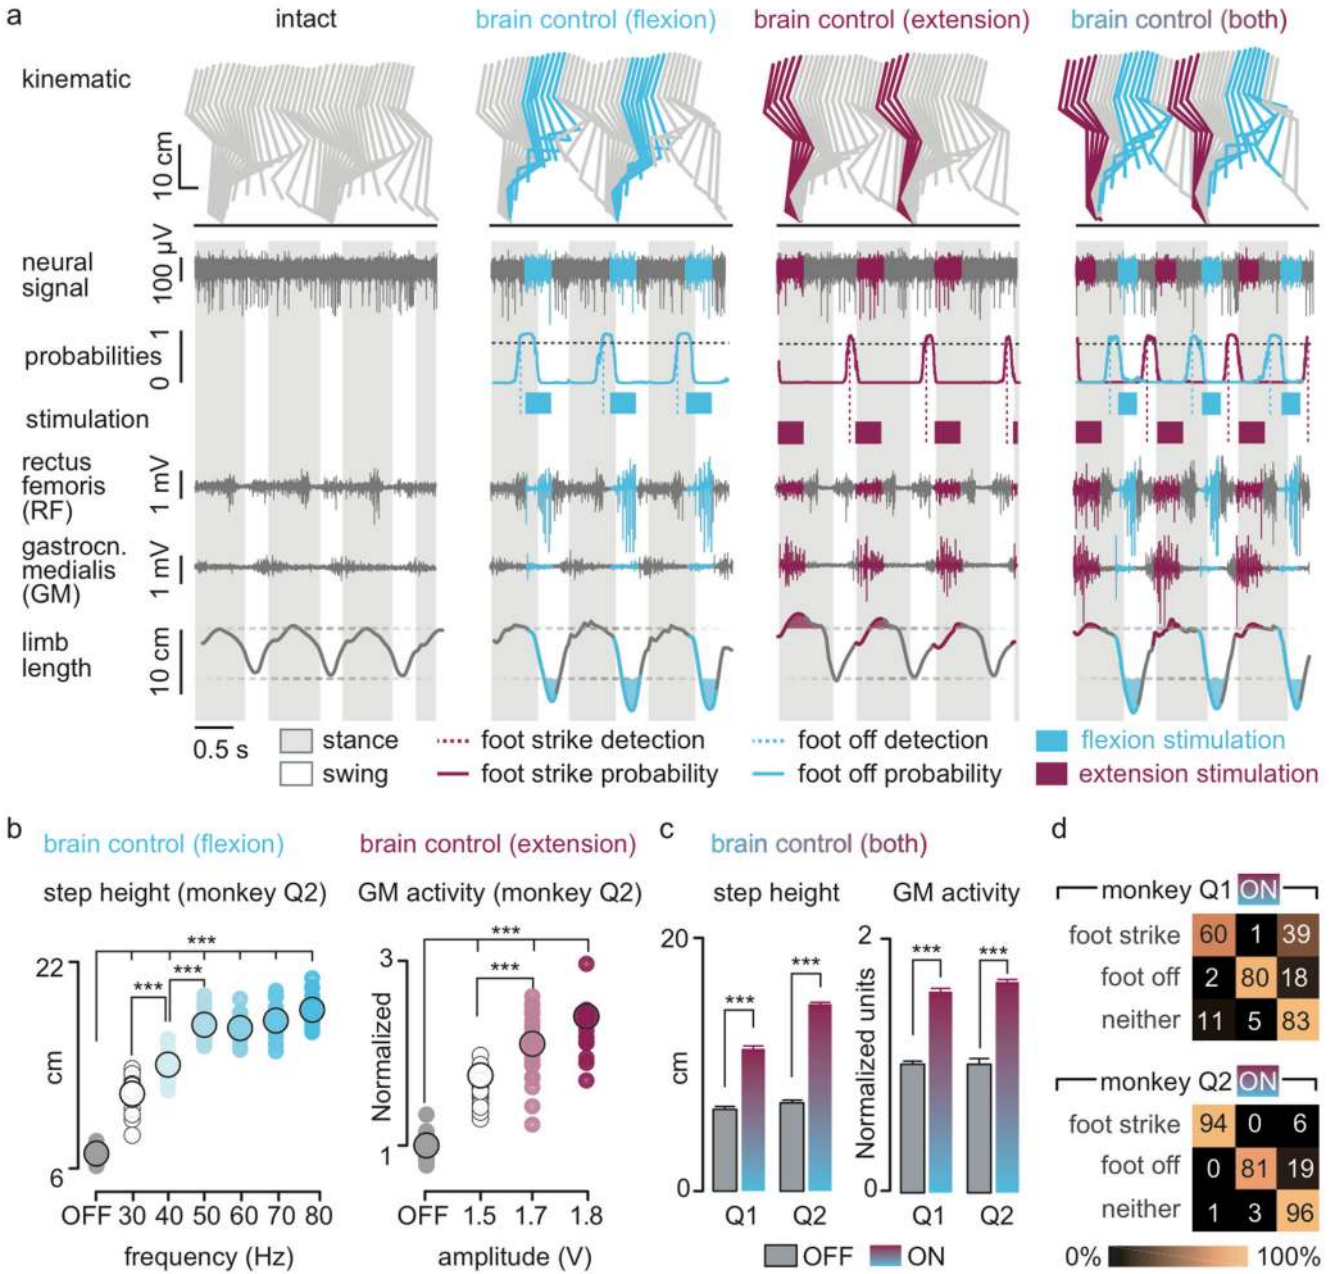 a
intact
brain control (flexion)
brain control (extension)
brain control (both)
kinematic
10 cm
neural
signal
100 µV
probabilities
0 1
stimulation
rectus
femoris
(RF)
1 mV
gastrocn.
medialis
(GM)
1 mV
limb
length
10 cm
0.5 s
stance
foot strike detection
foot off detection
flexion stimulation
swing
foot strike probability
foot off probability
extension stimulation
b
brain control (flexion)
step height (monkey Q2)
***
***
***
22
cm
6
OFF 30 40 50 60 70 80
frequency (Hz)
brain control (extension)
GM activity (monkey Q2)
***
***
3
Normalized
1
OFF 1.5 1.7 1.8
amplitude (V)
c
brain control (both)
step height
20
***
***
cm
0
Q1 Q2
GM activity
2
***
***
Normalized units
0
Q1 Q2
OFF ON
d
monkey Q1 ON
foot strike 60 1 39
foot off 2 80 18
neither 11 5 83
monkey Q2 ON
foot strike 94 0 6
foot off 0 81 19
neither 1 3 96
0% 100%